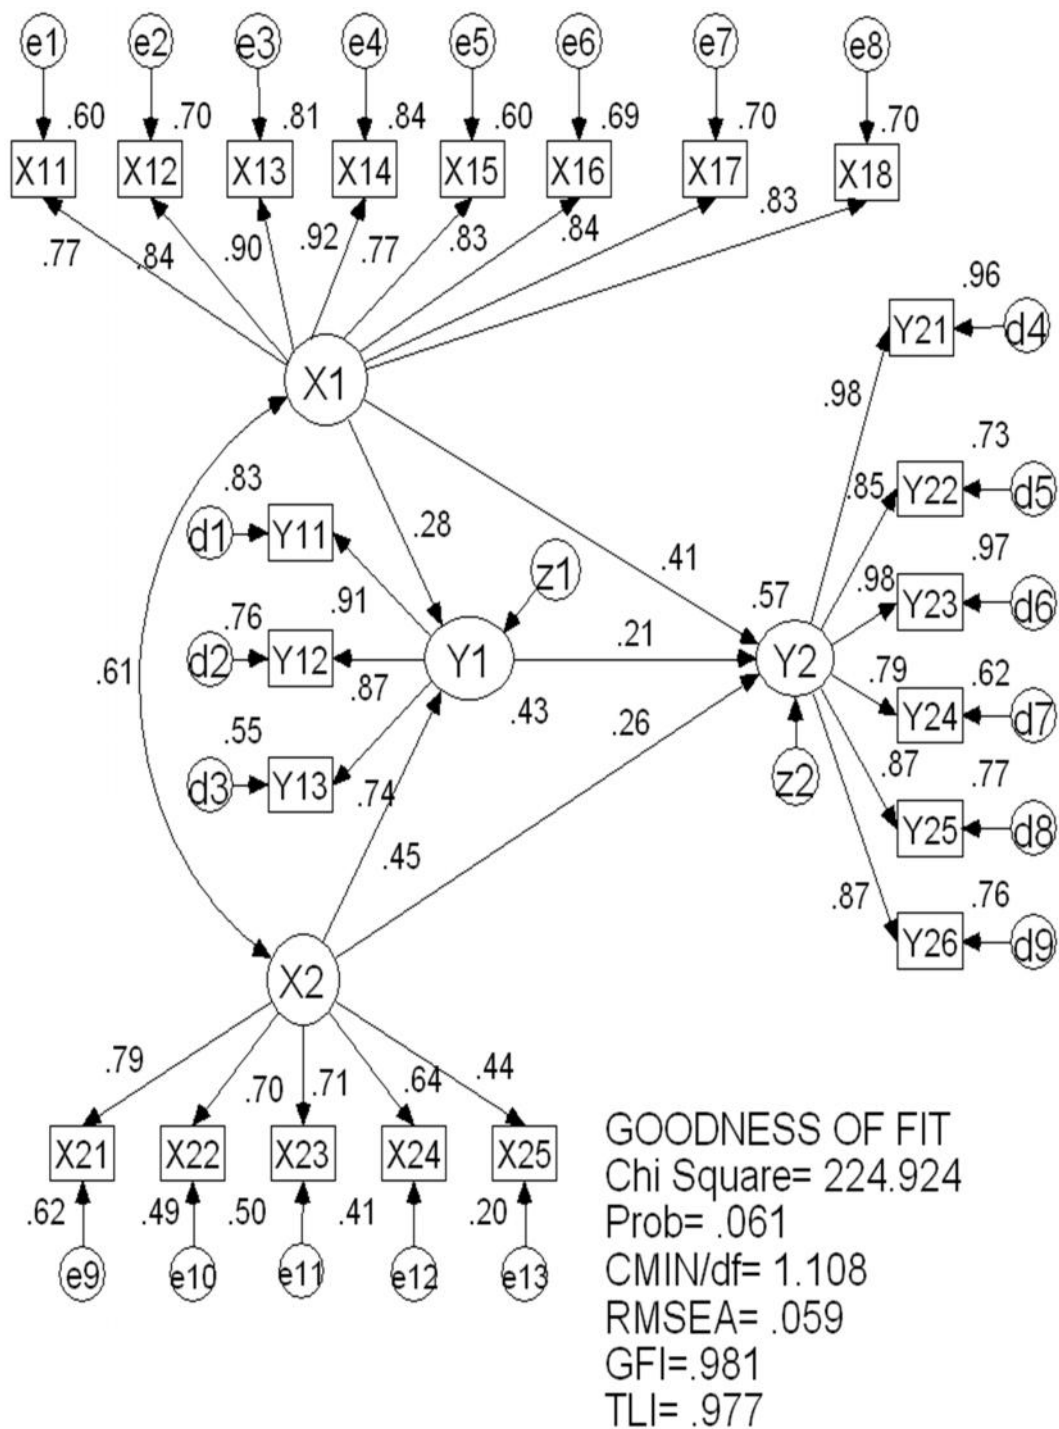 e1 e2 e3 e4 e5 e6 e7 e8
.60 .70 .81 .84 .60 .69 .70 .70
X11 X12 X13 X14 X15 X16 X17 X18
.77 .84 .90 .92 .77 .83 .84 .83
X1
.96
Y21 d4
.98
.83
d1 Y11
.28
.73
.85 Y22 d5
z1
.91
.41
.97
.57 .98 Y23 d6
.76
d2 Y12
.87
Y1
.21
Y2
.61
.43
.79 .62
Y24 d7
.26
.55
d3 Y13
.74
z2
.87 .77
Y25 d8
.45
.87 .76
Y26 d9
X2
.79 .70 .71 .64 .44
X21 X22 X23 X24 X25
.62 .49 .50 .41 .20
e9 e10 e11 e12 e13
GOODNESS OF FIT
Chi Square= 224.924
Prob= .061
CMIN/df= 1.108
RMSEA= .059
GFI=.981
TLI= .977